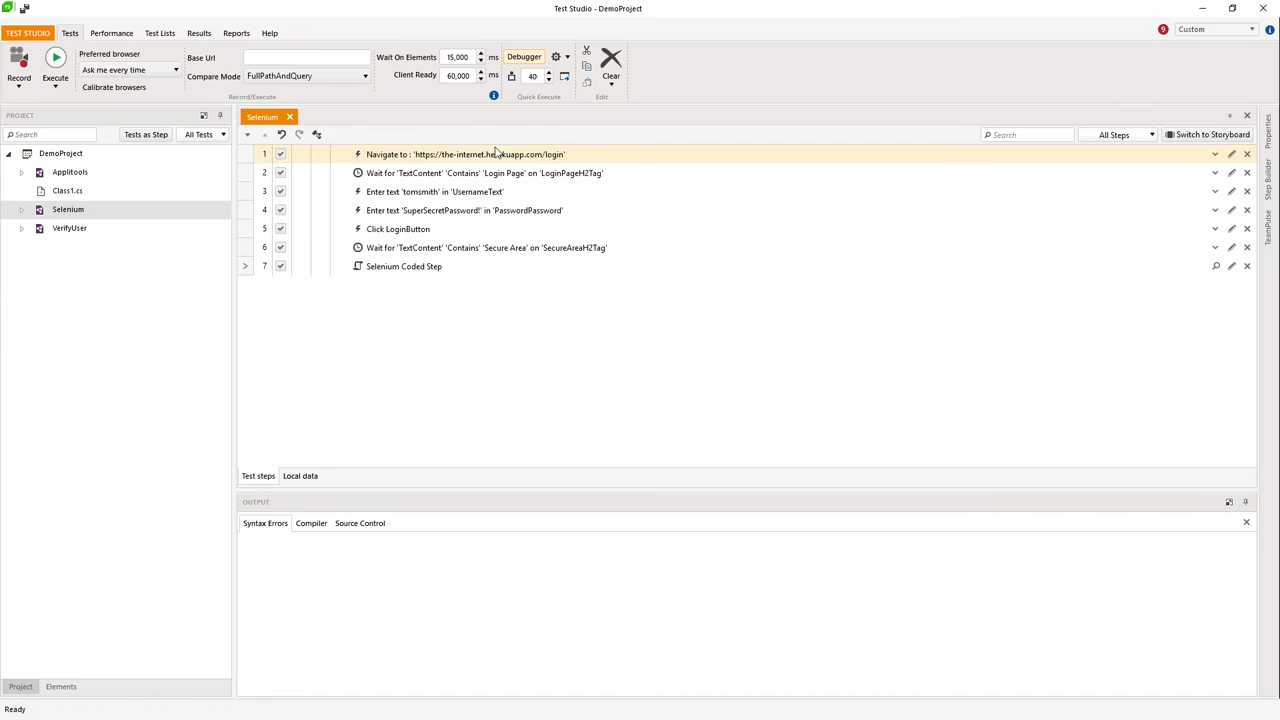 Test Studio - DemoProject
TEST STUDIO
Tests
Performance
Test Lists
Results
Reports
Help
9
Custom
Record
Execute
Preferred browser
Ask me every time
Calibrate browsers
Base Url
Compare Mode
FullPathAndQuery
Wait On Elements
15,000
ms
Client Ready
60,000
ms
Record/Execute
Debugger
40
Quick Execute
Clear
Edit
PROJECT
Search
Tests as Step
All Tests
DemoProject
Applitools
Class1.cs
Selenium
VerifyUser
Project
Elements
Selenium
Search
All Steps
Switch to Storyboard
1 Navigate to : 'https://the-internet.herokuapp.com/login'
2 Wait for 'TextContent' 'Contains' 'Login Page' on 'LoginPageH2Tag'
3 Enter text 'tomsmith' in 'UsernameText'
4 Enter text 'SuperSecretPassword!' in 'PasswordPassword'
5 Click LoginButton
6 Wait for 'TextContent' 'Contains' 'Secure Area' on 'SecureAreaH2Tag'
7 Selenium Coded Step
Test steps
Local data
OUTPUT
Syntax Errors
Compiler
Source Control
Properties
Step Builder
TeamPulse
Ready